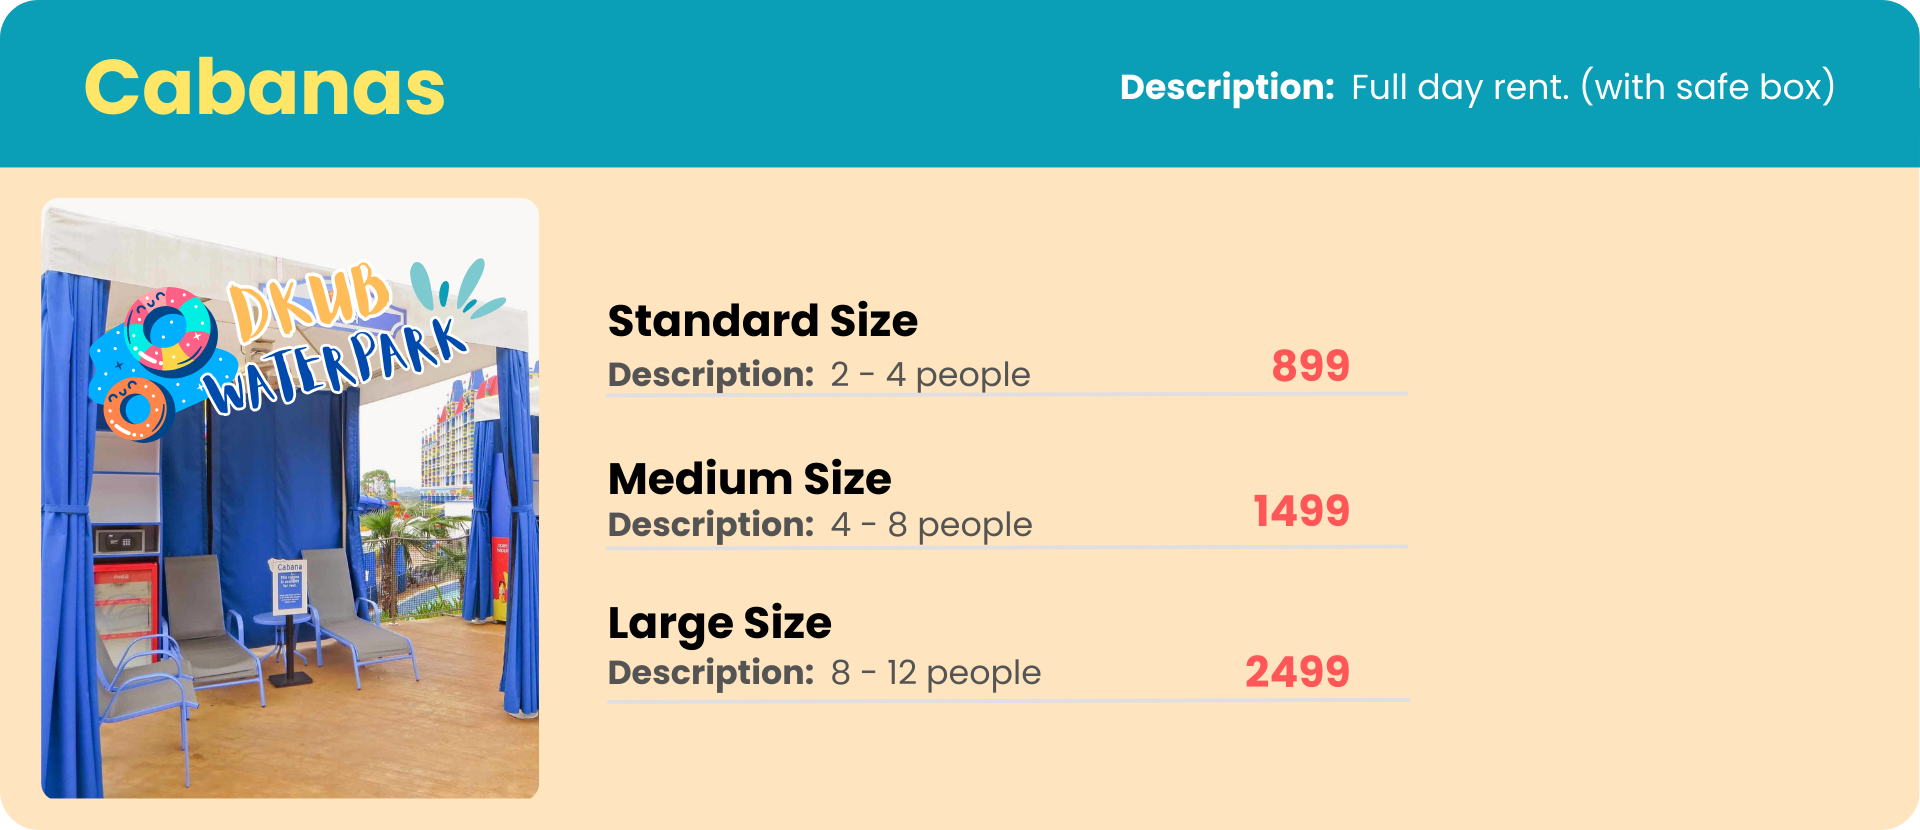 Cabanas
Description: Full day rent. (with safe box)
DKUB
WATERPARK
Cabana
Standard Size
Description: 2 - 4 people
899
Medium Size
Description: 4 - 8 people
1499
Large Size
Description: 8 - 12 people
2499